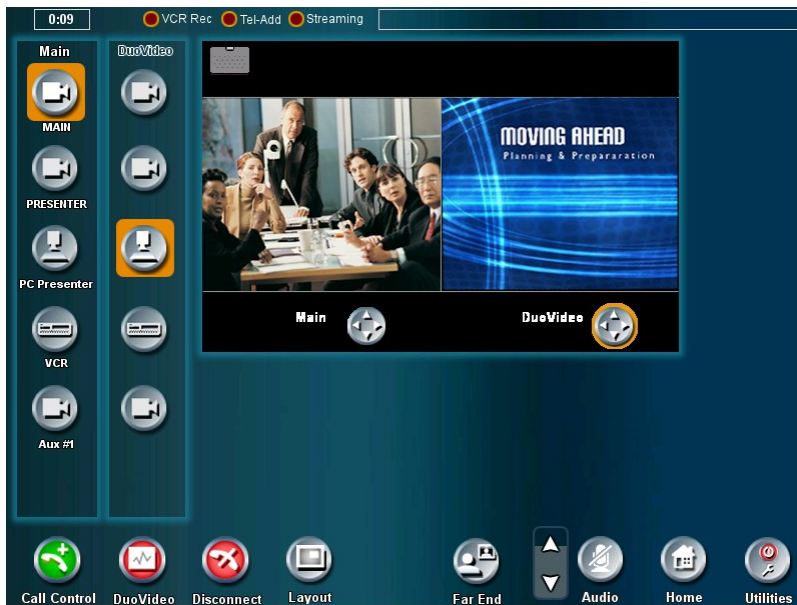 0:09
VCR Rec Tel-Add Streaming
Main
DuoVideo
MAIN
PRESENTER
PC Presenter
VCR
Aux #1
MOVING AHEAD
Planning & Prepararation
Main
DuoVideo
Call Control
DuoVideo
Disconnect
Layout
Far End
Audio
Home
Utilities